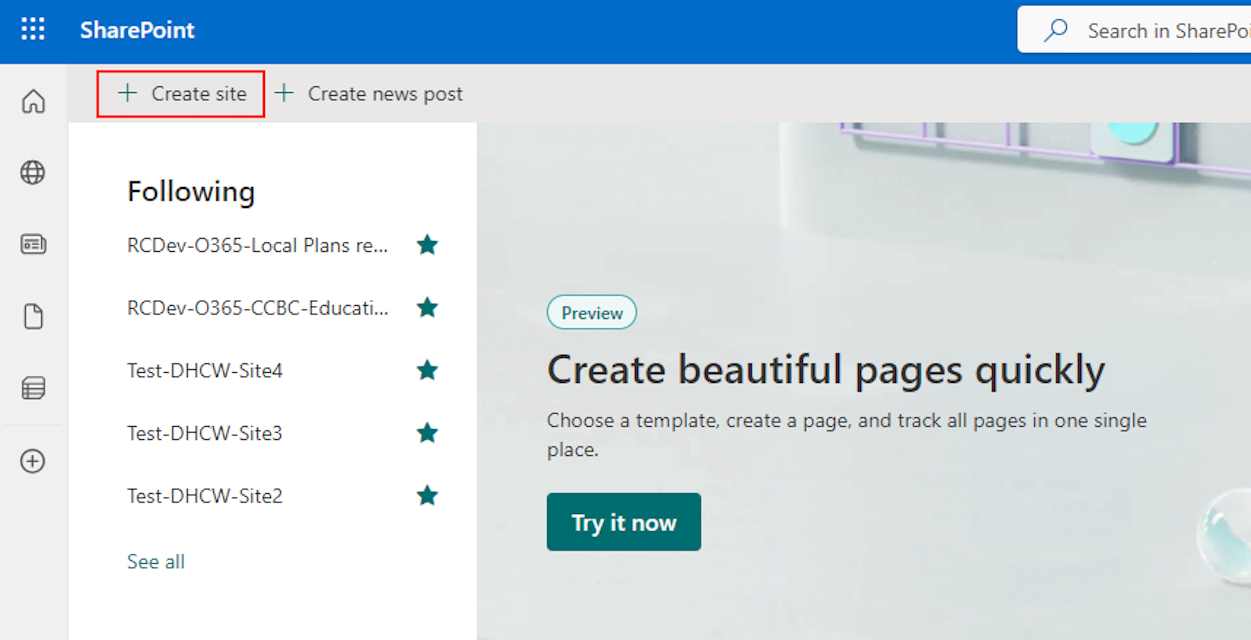 SharePoint
Search in SharePoi
Create site
Create news post
Following
RCDev-O365-Local Plans re...
RCDev-O365-CCBC-Educati...
Test-DHCW-Site4
Test-DHCW-Site3
Test-DHCW-Site2
See all
Preview
Create beautiful pages quickly
Choose a template, create a page, and track all pages in one single
place.
Try it now